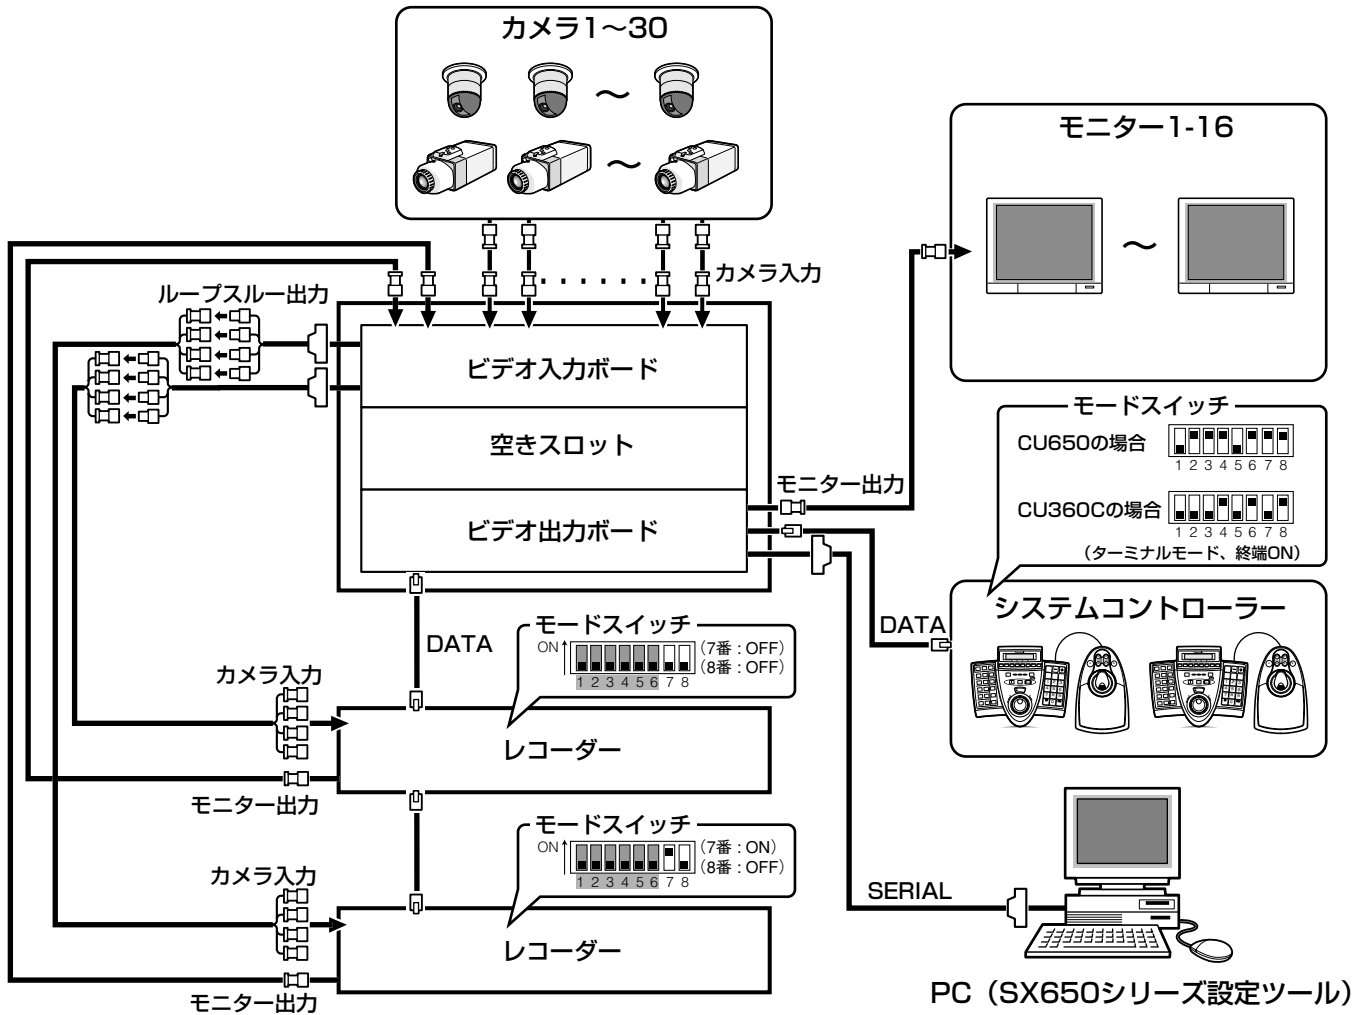 カメラ1～30
～
～
モニター1-16
～
カメラ入力
ループスルー出力
ビデオ入力ボード
空きスロット
ビデオ出力ボード
モニター出力
モードスイッチ
CU650の場合
1 2 3 4 5 6 7 8
CU360Cの場合
1 2 3 4 5 6 7 8
（ターミナルモード、終端ON）
システムコントローラー
DATA
DATA
モードスイッチ
ON
（7番：OFF）
（8番：OFF）
1 2 3 4 5 6 7 8
カメラ入力
レコーダー
モニター出力
モードスイッチ
ON
（7番：ON）
（8番：OFF）
1 2 3 4 5 6 7 8
カメラ入力
レコーダー
モニター出力
SERIAL
PC（SX650シリーズ設定ツール）